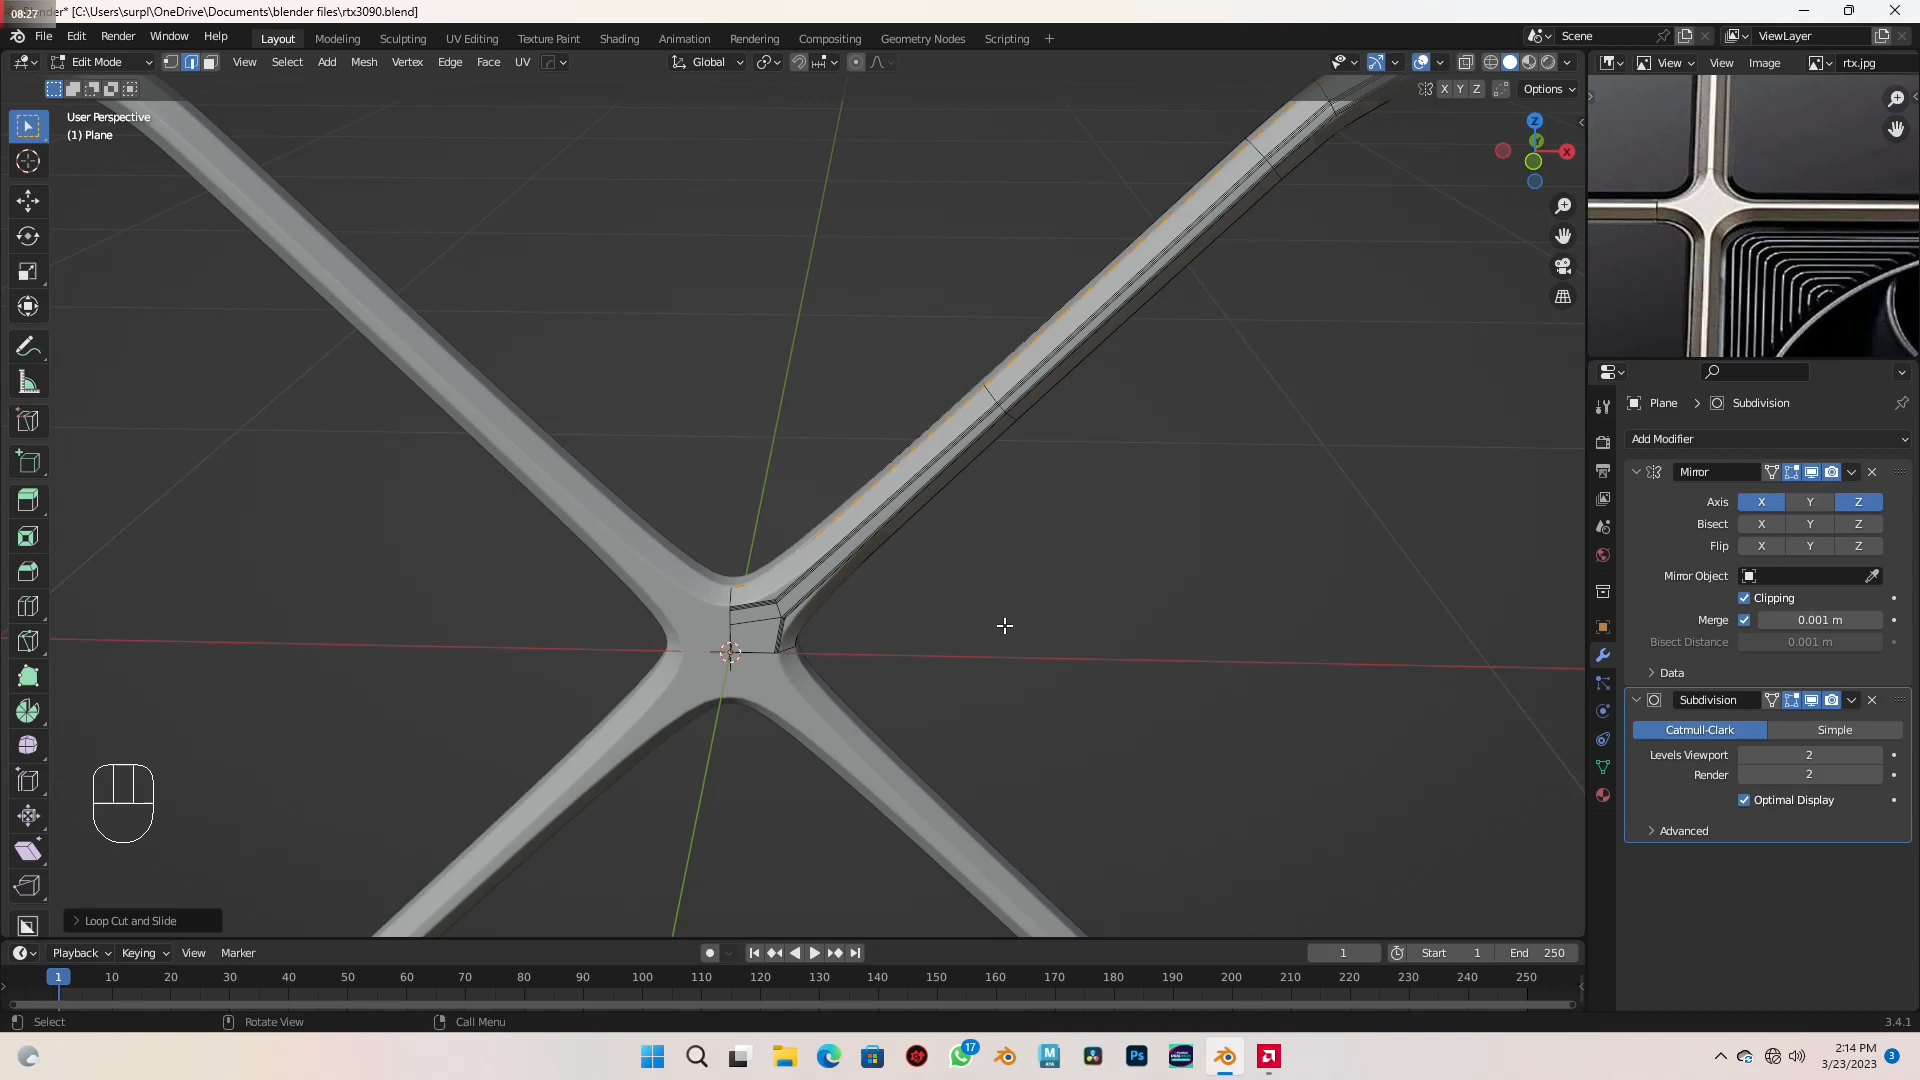 08:27
nder* [C:\Users\surpl\OneDrive\Documents\blender files\rtx3090.blend]
File Edit Render Window Help Layout Modeling Sculpting UV Editing Texture Paint Shading Animation Rendering Compositing Geometry Nodes Scripting + Scene ViewLayer
Edit Mode View Select Add Mesh Vertex Edge Face UV Global View View Image rtx.jpg
X Y Z Options
User Perspective
(1) Plane
Z
X
Plane > Subdivision
Add Modifier
Mirror
Axis X Y Z
Bisect X Y Z
Flip X Y Z
Mirror Object
Clipping
Merge 0.001 m
Bisect Distance 0.001 m
Data
Subdivision
Catmull-Clark Simple
Levels Viewport 2
Render 2
Optimal Display
Advanced
Loop Cut and Slide
Playback Keying View Marker 1 Start 1 End 250
1 10 20 30 40 50 60 70 80 90 100 110 120 130 140 150 160 170 180 190 200 210 220 230 240 250
Select Rotate View Call Menu 3.4.1
17
M
Ps
2:14 PM
3/23/2023
3